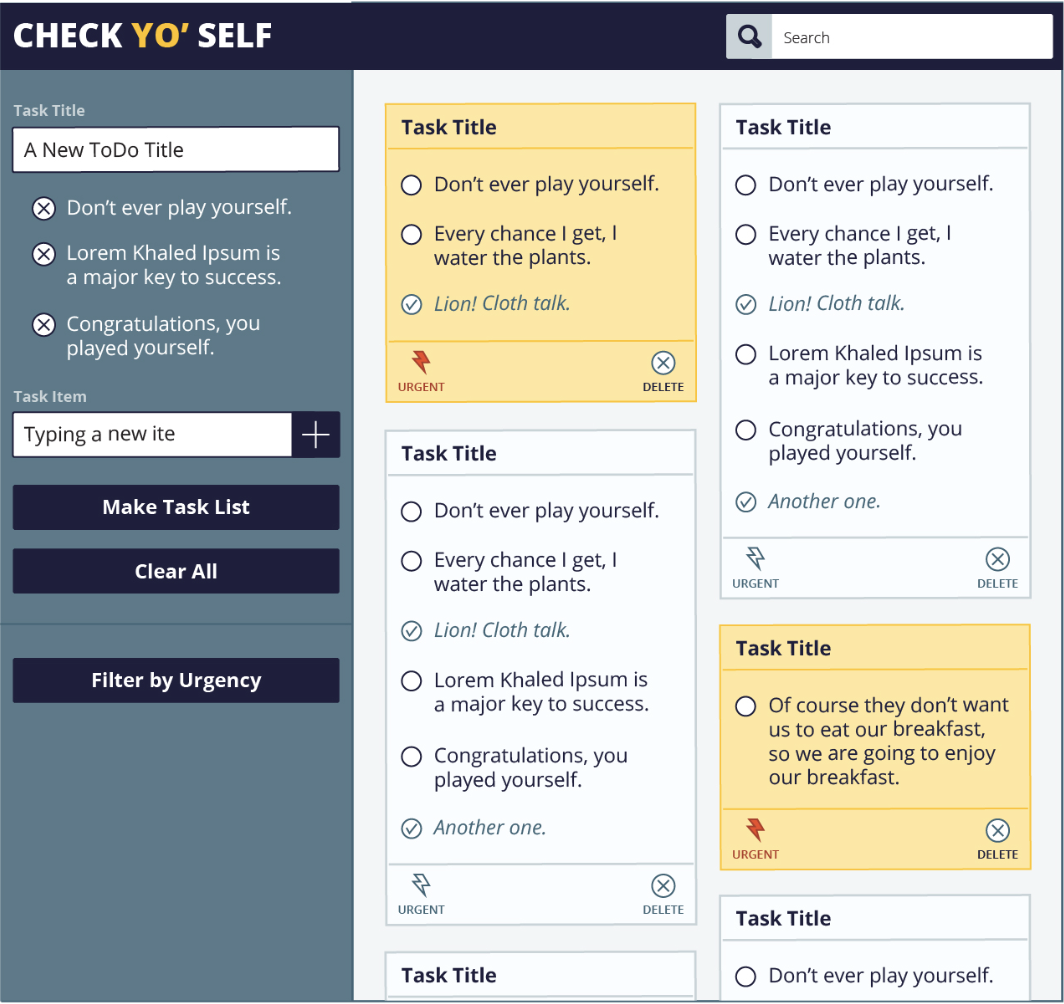 CHECK YO’ SELF
Search
Task Title
A New ToDo Title
Don’t ever play yourself.
Lorem Khaled Ipsum is
a major key to success.
Congratulations, you
played yourself.
Task Item
Typing a new ite
Make Task List
Clear All
Filter by Urgency
Task Title
Don’t ever play yourself.
Every chance I get, I
water the plants.
Lion! Cloth talk.
URGENT
DELETE
Task Title
Don’t ever play yourself.
Every chance I get, I
water the plants.
Lion! Cloth talk.
Lorem Khaled Ipsum is
a major key to success.
Congratulations, you
played yourself.
Another one.
URGENT
DELETE
Task Title
Task Title
Don’t ever play yourself.
Every chance I get, I
water the plants.
Lion! Cloth talk.
Lorem Khaled Ipsum is
a major key to success.
Congratulations, you
played yourself.
Another one.
URGENT
DELETE
Task Title
Of course they don’t want
us to eat our breakfast,
so we are going to enjoy
our breakfast.
URGENT
DELETE
Task Title
Don’t ever play yourself.